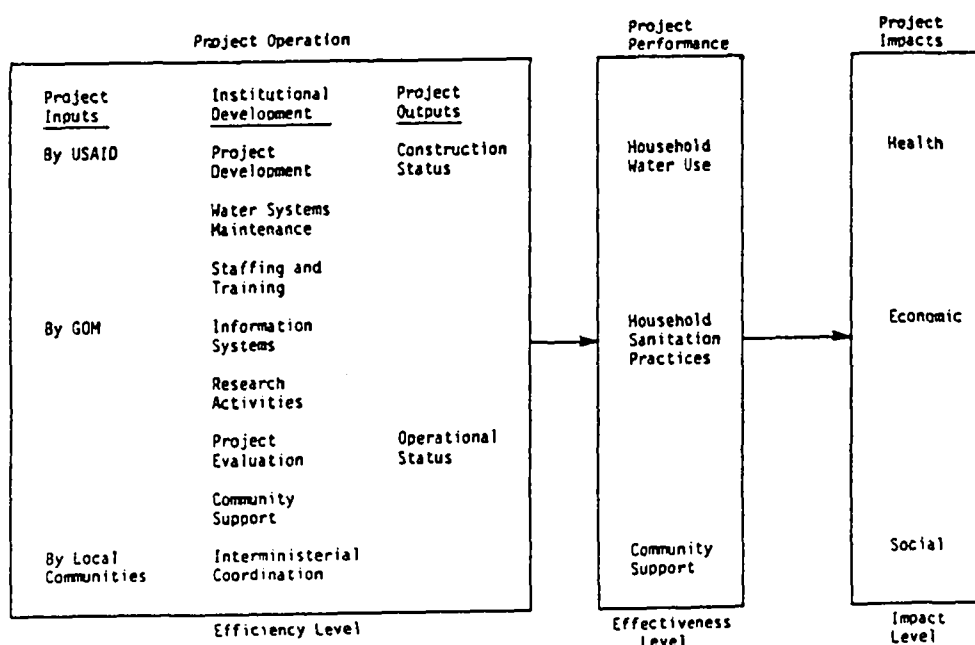 Project Operation
Project
Performance
Project
Impacts
Project
Inputs
Institutional
Development
Project
Outputs
By USAID
Project
Development
Construction
Status
Water Systems
Maintenance
Staffing and
Training
By GOM
Information
Systems
Research
Activities
Project
Evaluation
Operational
Status
Community
Support
By Local
Communities
Interministerial
Coordination
Household
Water Use
Household
Sanitation
Practices
Community
Support
Health
Economic
Social
Efficiency Level
Effectiveness
Level
Impact
Level